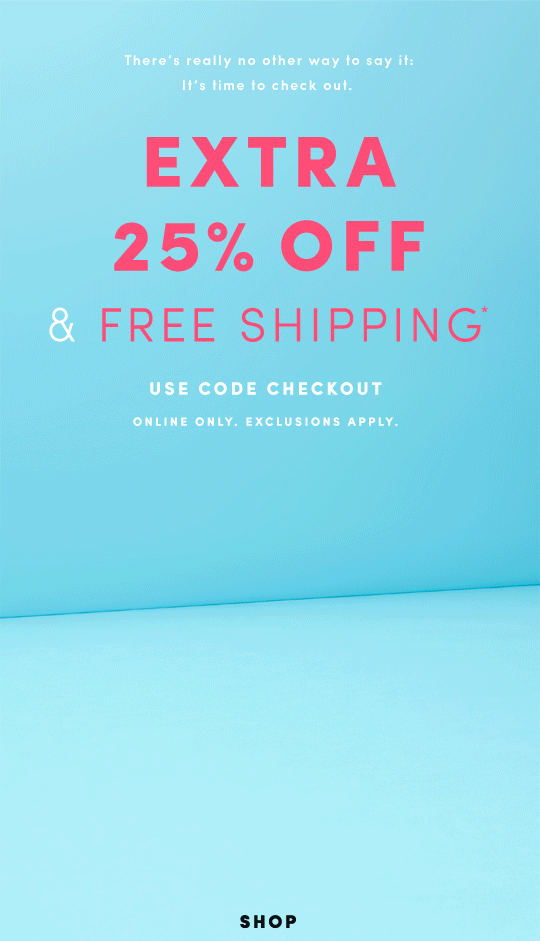 There's really no other way to say it:
It's time to check out.
EXTRA
25% OFF
& FREE SHIPPING*
USE CODE CHECKOUT
ONLINE ONLY. EXCLUSIONS APPLY.
SHOP